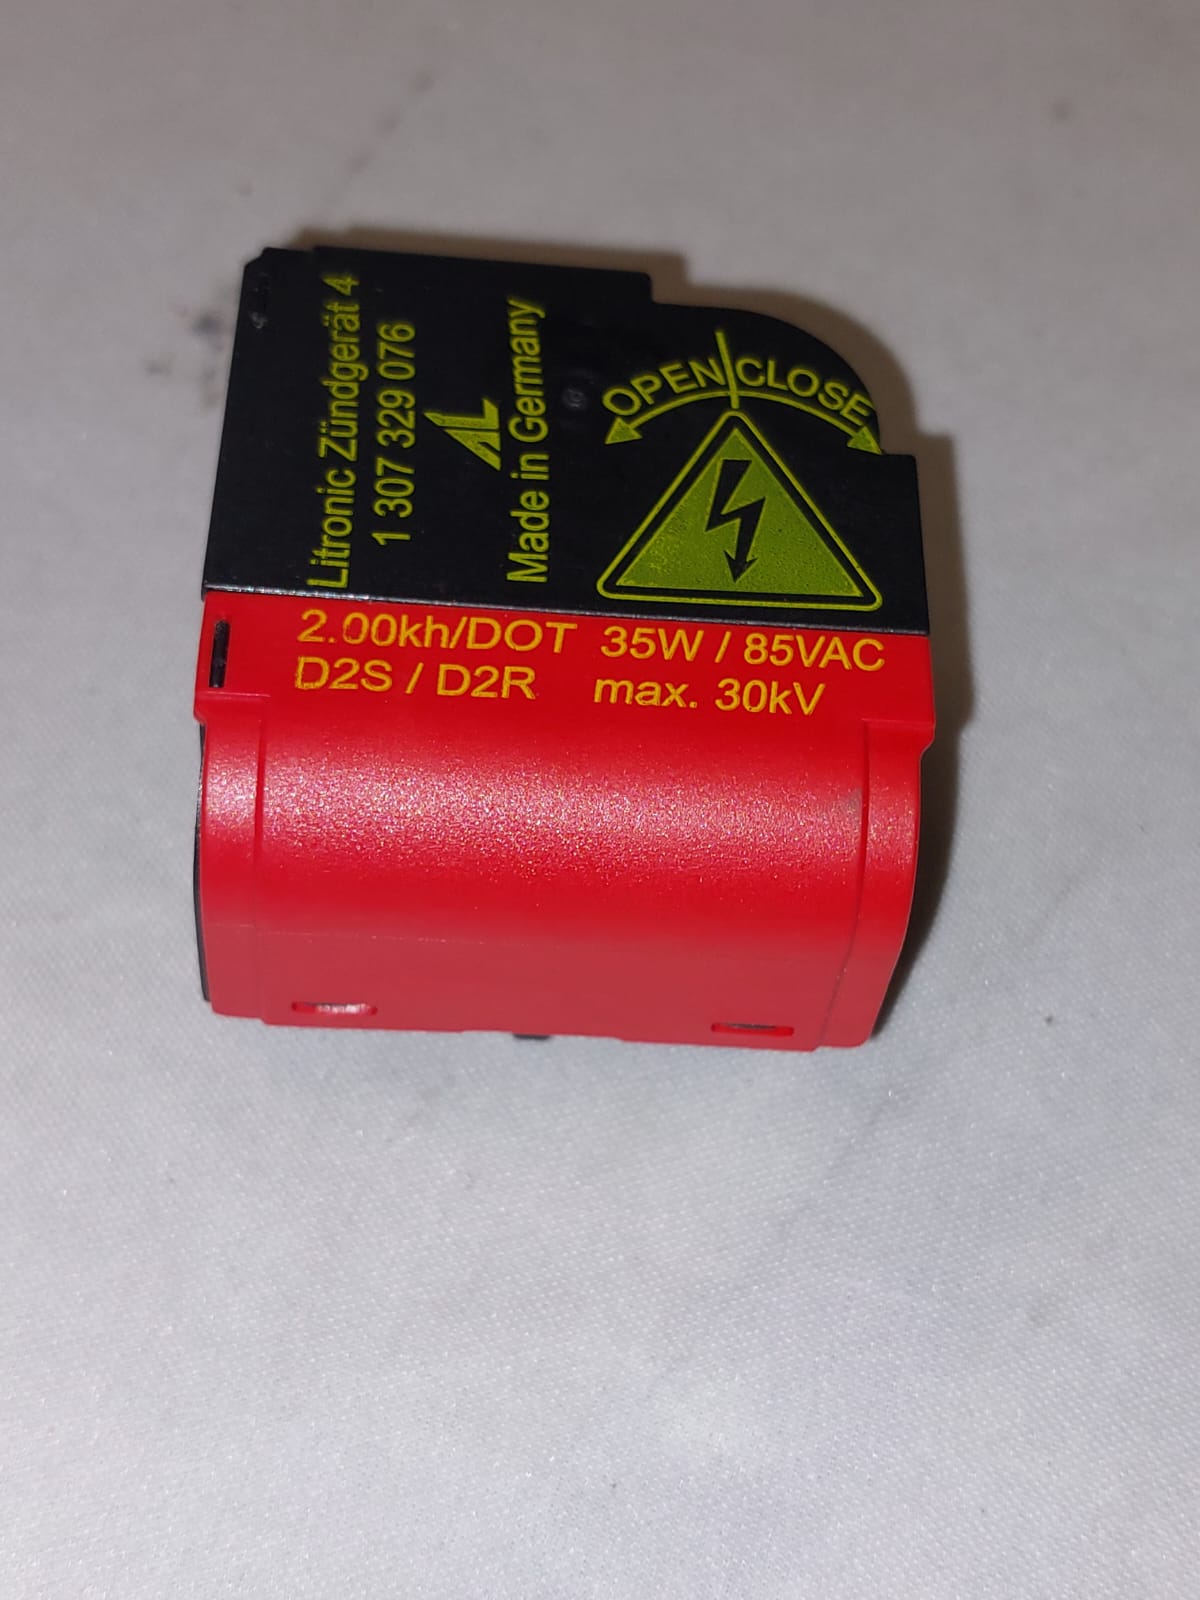 Litronic Zündgerät 4
1 307 329 076
AL
Made in Germany
OPEN CLOSE
2.00kh/DOT 35W / 85VAC
D2S / D2R max. 30kV